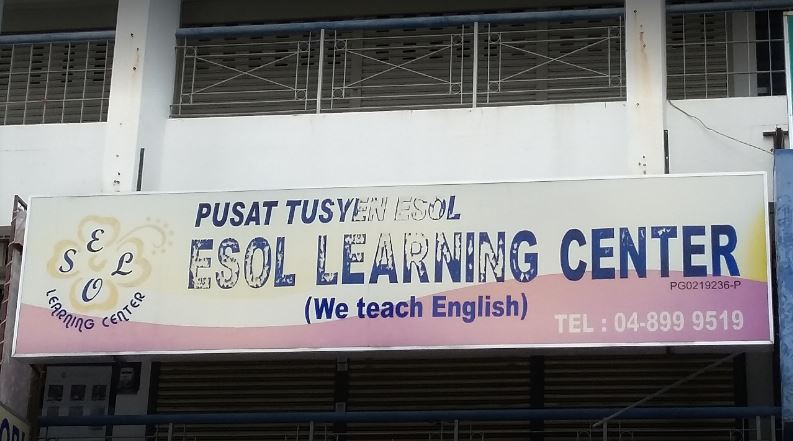 PUSAT TUSYEN ESOL
ESOL LEARNING CENTER
PG0219236-P
(We teach English)
TEL : 04-899 9519
E
S L
O
LEARNING CENTER